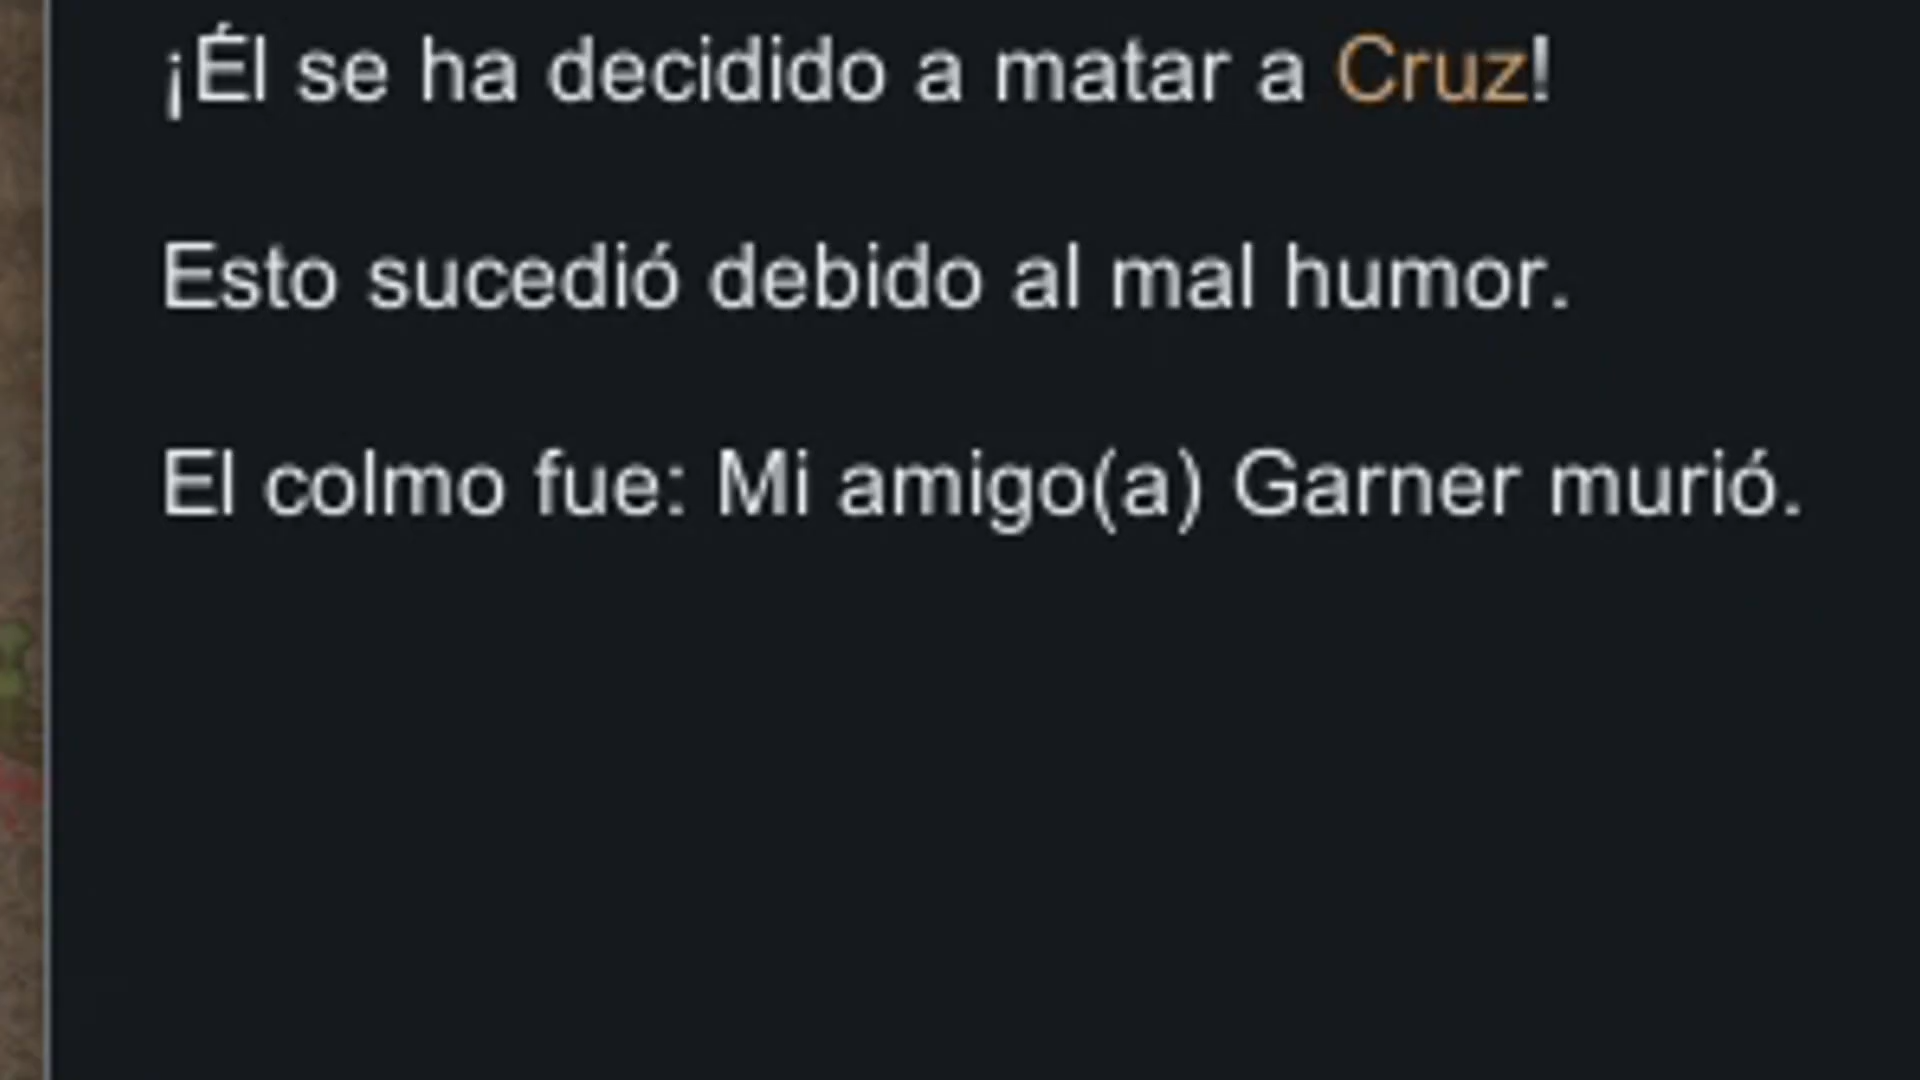 ¡Él se ha decidido a matar a Cruz!
Esto sucedió debido al mal humor.
El colmo fue: Mi amigo(a) Garner murió.